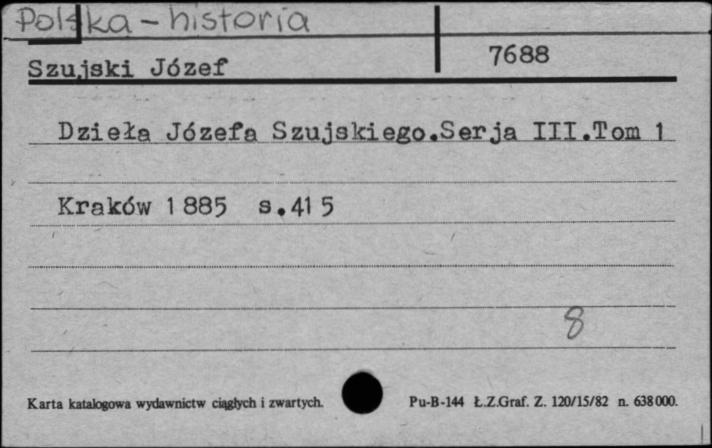 Polska - historia
7688
Szujski Józef
Dzieła Józefa Szujskiego.Serja III.Tom 1
Kraków 1885 s.415
8
Karta katalogowa wydawnictw ciągłych i zwartych.
Pu-B-144 Ł.Z.Graf. Z. 120/15/82 n. 638000.